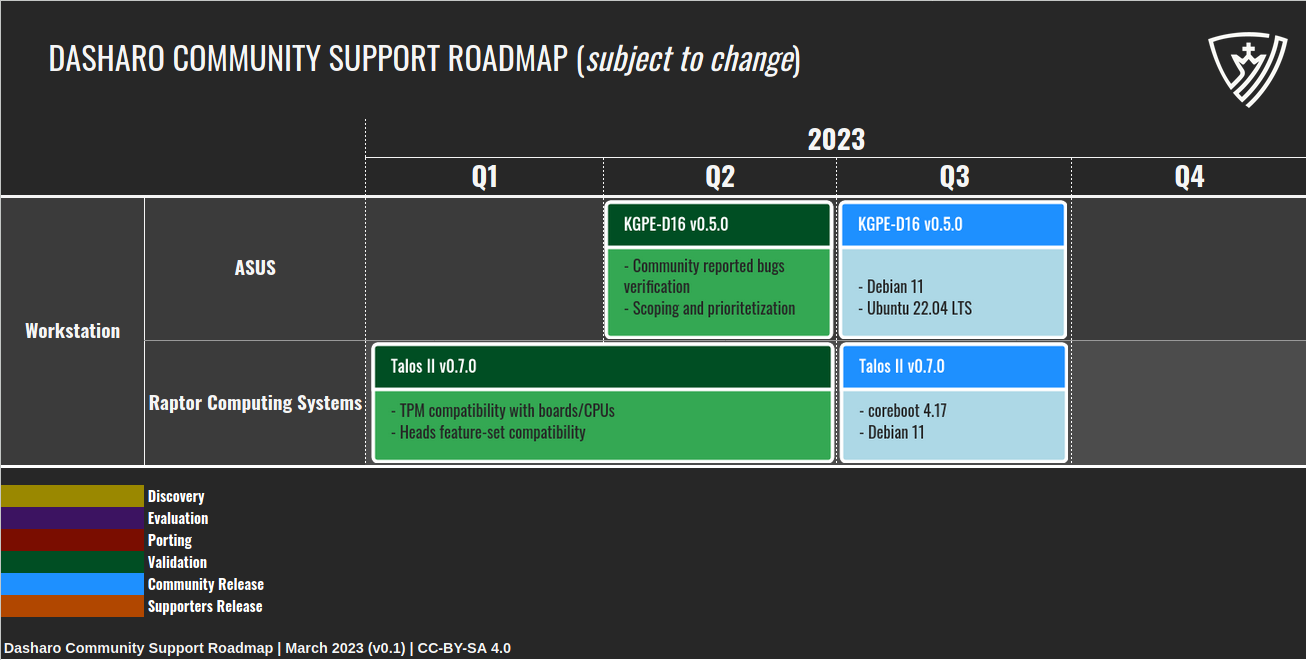 DASHARO COMMUNITY SUPPORT ROADMAP (subject to change)
2023
Q1
Q2
Q3
Q4
Workstation
ASUS
KGPE-D16 v0.5.0
- Community reported bugs
verification
- Scoping and prioritetization
KGPE-D16 v0.5.0
- Debian 11
- Ubuntu 22.04 LTS
Raptor Computing Systems
Talos II v0.7.0
- TPM compatibility with boards/CPUs
- Heads feature-set compatibility
Talos II v0.7.0
- coreboot 4.17
- Debian 11
Discovery
Evaluation
Porting
Validation
Community Release
Supporters Release
Dasharo Community Support Roadmap | March 2023 (v0.1) | CC-BY-SA 4.0